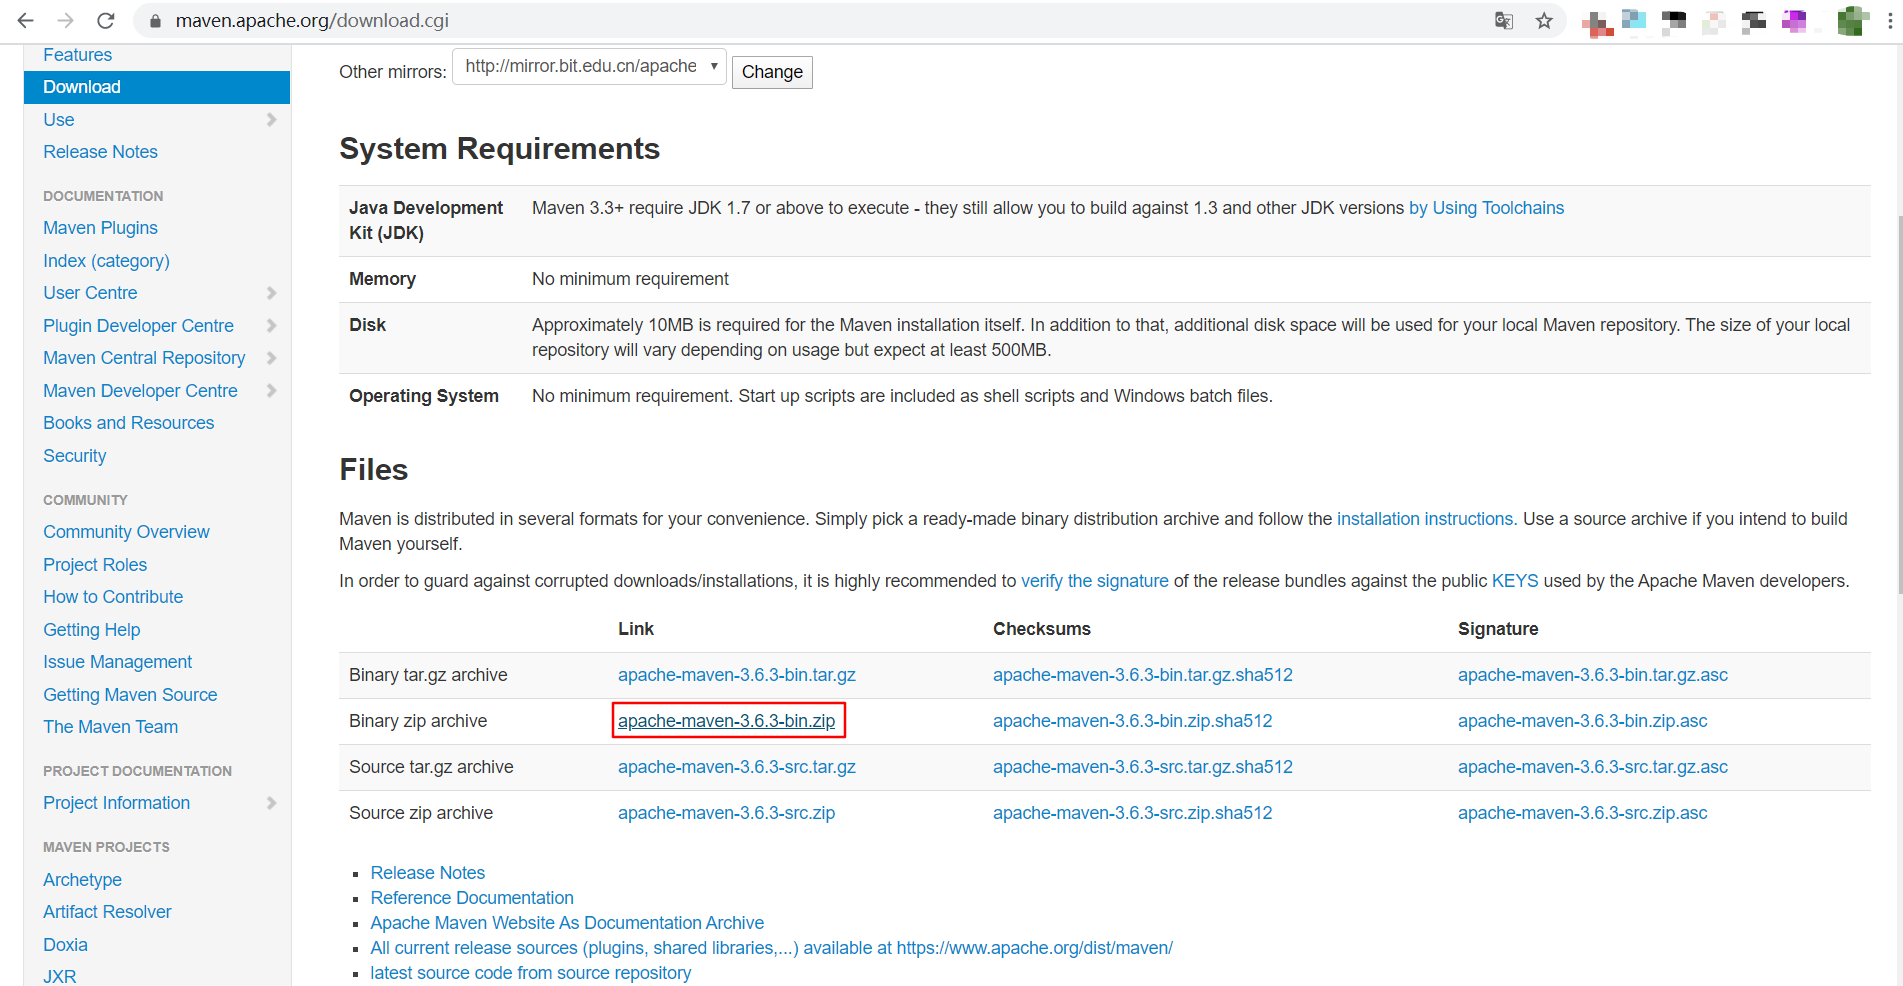 maven.apache.org/download.cgi
Features
Download
Use
Release Notes
DOCUMENTATION
Maven Plugins
Index (category)
User Centre
Plugin Developer Centre
Maven Central Repository
Maven Developer Centre
Books and Resources
Security
COMMUNITY
Community Overview
Project Roles
How to Contribute
Getting Help
Issue Management
Getting Maven Source
The Maven Team
PROJECT DOCUMENTATION
Project Information
MAVEN PROJECTS
Archetype
Artifact Resolver
Doxia
JXR
Other mirrors: http://mirror.bit.edu.cn/apache Change
System Requirements
Java Development Maven 3.3+ require JDK 1.7 or above to execute - they still allow you to build against 1.3 and other JDK versions by Using Toolchains
Kit (JDK)
Memory No minimum requirement
Disk Approximately 10MB is required for the Maven installation itself. In addition to that, additional disk space will be used for your local Maven repository. The size of your local
repository will vary depending on usage but expect at least 500MB.
Operating System No minimum requirement. Start up scripts are included as shell scripts and Windows batch files.
Files
Maven is distributed in several formats for your convenience. Simply pick a ready-made binary distribution archive and follow the installation instructions. Use a source archive if you intend to build
Maven yourself.
In order to guard against corrupted downloads/installations, it is highly recommended to verify the signature of the release bundles against the public KEYS used by the Apache Maven developers.
Link Checksums Signature
Binary tar.gz archive apache-maven-3.6.3-bin.tar.gz apache-maven-3.6.3-bin.tar.gz.sha512 apache-maven-3.6.3-bin.tar.gz.asc
Binary zip archive apache-maven-3.6.3-bin.zip apache-maven-3.6.3-bin.zip.sha512 apache-maven-3.6.3-bin.zip.asc
Source tar.gz archive apache-maven-3.6.3-src.tar.gz apache-maven-3.6.3-src.tar.gz.sha512 apache-maven-3.6.3-src.tar.gz.asc
Source zip archive apache-maven-3.6.3-src.zip apache-maven-3.6.3-src.zip.sha512 apache-maven-3.6.3-src.zip.asc
Release Notes
Reference Documentation
Apache Maven Website As Documentation Archive
All current release sources (plugins, shared libraries,...) available at https://www.apache.org/dist/maven/
latest source code from source repository